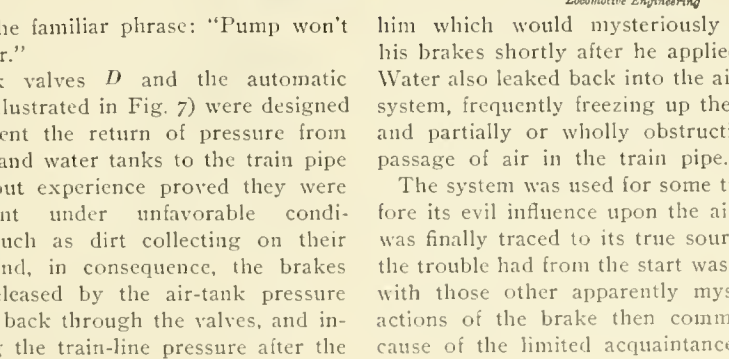 he familiar phrase: “Pump won't
r.”
valves D and the automatic
llustrated in Fig. 7) were designed
ent the return of pressure from
and water tanks to the train pipe
out experience proved they were
nt under unfavorable condi-
uch as dirt collecting on their
nd, in consequence, the brakes
eleased by the air-tank pressure
back through the valves, and in-
g the train-line pressure after the
Locomotive Engineering
him which would mysteriously
his brakes shortly after he applie
Water also leaked back into the ai
system, frequently freezing up the
and partially or wholly obstructi
passage of air in the train pipe.
The system was used for some t
fore its evil influence upon the ai
was finally traced to its true sour
the trouble had from the start was
with those other apparently mys
actions of the brake then comm
cause of the limited acquaintance